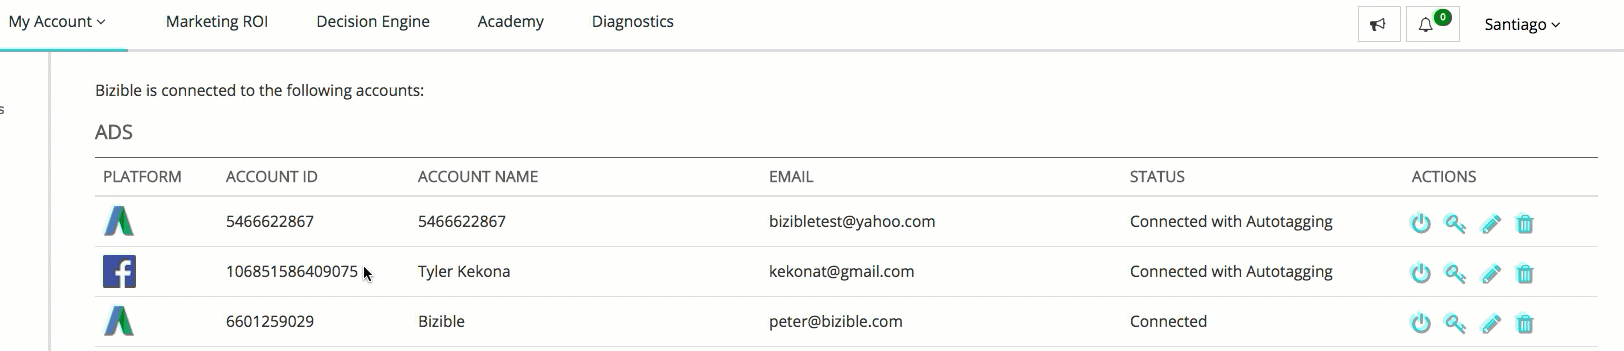 My Account Marketing ROI Decision Engine Academy Diagnostics 0 Santiago
s
Bizible is connected to the following accounts:
ADS
PLATFORM ACCOUNT ID ACCOUNT NAME EMAIL STATUS ACTIONS
5466622867 5466622867 bizibletest@yahoo.com Connected with Autotagging
106851586409075 Tyler Kekona kekonat@gmail.com Connected with Autotagging
6601259029 Bizible peter@bizible.com Connected